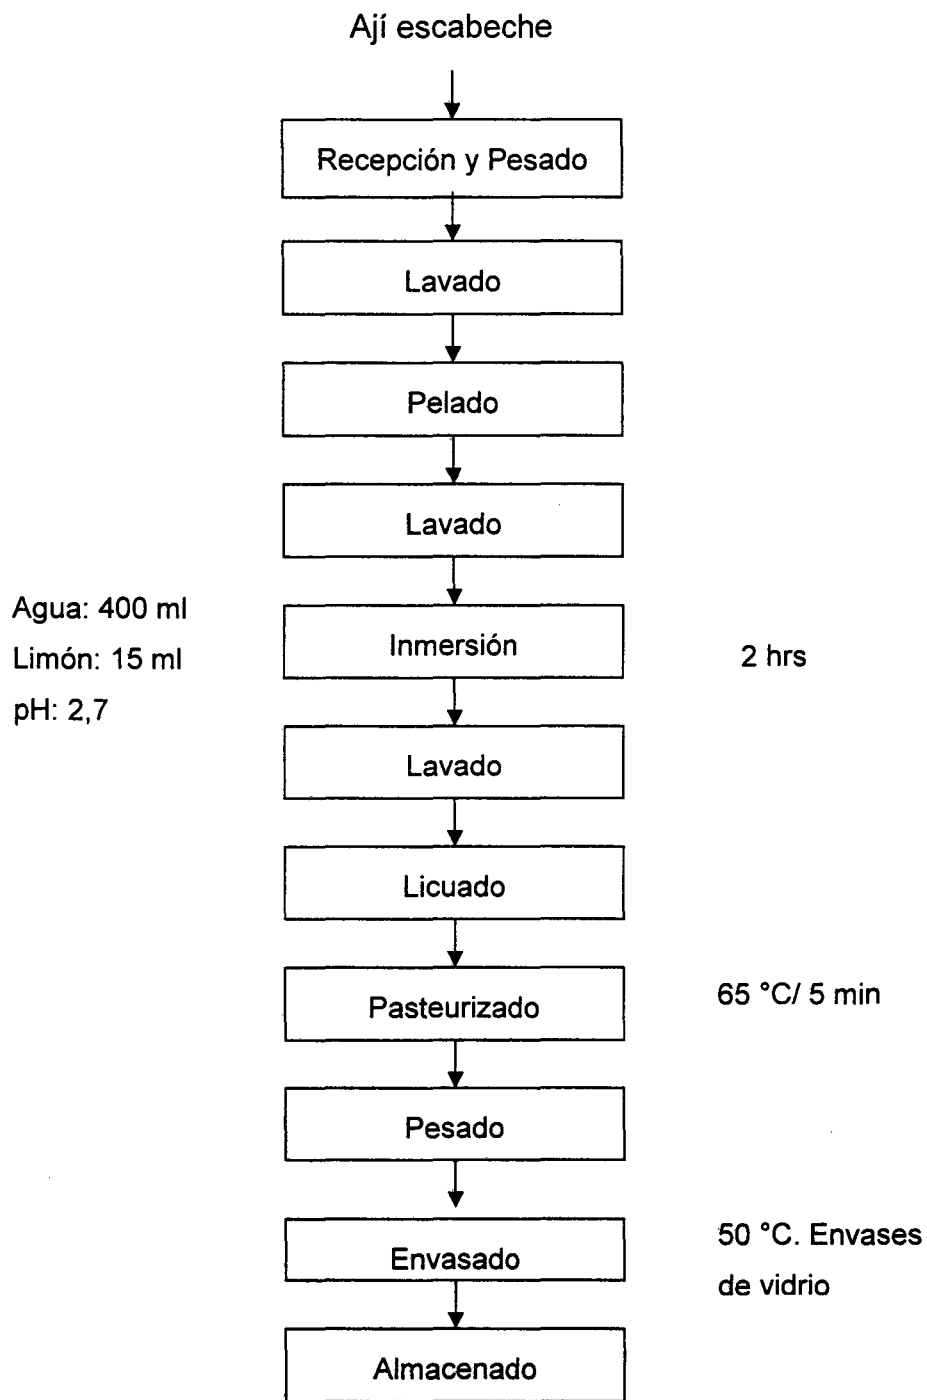 Ají escabeche
Recepción y Pesado
Lavado
Pelado
Lavado
Agua: 400 ml
Limón: 15 ml
pH: 2,7
Inmersión
2 hrs
Lavado
Licuado
Pasteurizado
65 °C/ 5 min
Pesado
Envasado
50 °C. Envases
de vidrio
Almacenado